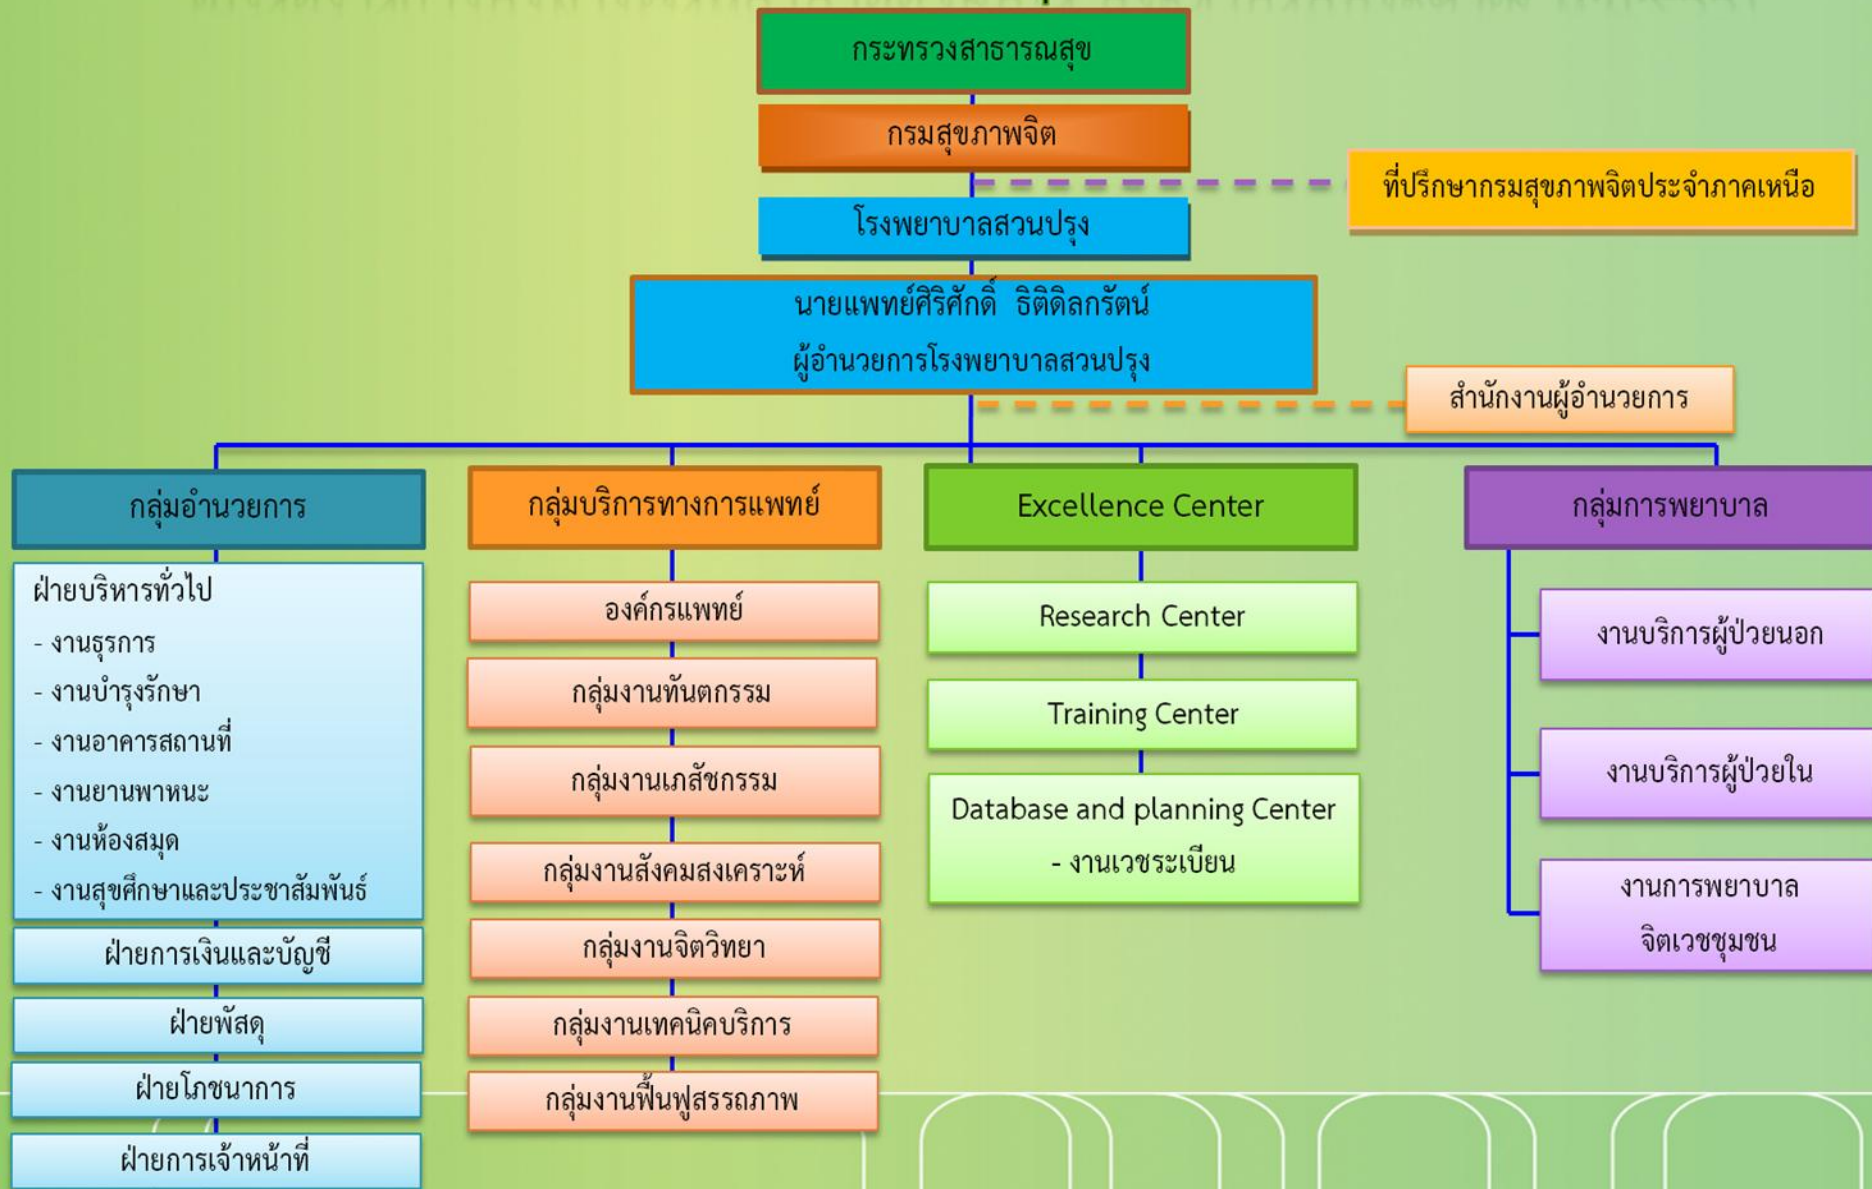 กระทรวงสาธารณสุข
กรมสุขภาพจิต
ที่ปรึกษากรมสุขภาพจิตประจำภาคเหนือ
โรงพยาบาลสวนปรุง
นายแพทย์ศิริศักดิ์ ธิติดิลกรัตน์
ผู้อำนวยการโรงพยาบาลสวนปรุง
สำนักงานผู้อำนวยการ
กลุ่มอำนวยการ
ฝ่ายบริหารทั่วไป
- งานธุรการ
- งานบำรุงรักษา
- งานอาคารสถานที่
- งานยานพาหนะ
- งานห้องสมุด
- งานสุขศึกษาและประชาสัมพันธ์
ฝ่ายการเงินและบัญชี
ฝ่ายพัสดุ
ฝ่ายโภชนาการ
ฝ่ายการเจ้าหน้าที่
กลุ่มบริการทางการแพทย์
องค์กรแพทย์
กลุ่มงานทันตกรรม
กลุ่มงานเภสัชกรรม
กลุ่มงานสังคมสงเคราะห์
กลุ่มงานจิตวิทยา
กลุ่มงานเทคนิคบริการ
กลุ่มงานฟื้นฟูสรรถภาพ
Excellence Center
Research Center
Training Center
Database and planning Center
- งานเวชระเบียน
กลุ่มการพยาบาล
งานบริการผู้ป่วยนอก
งานบริการผู้ป่วยใน
งานการพยาบาล
จิตเวชชุมชน